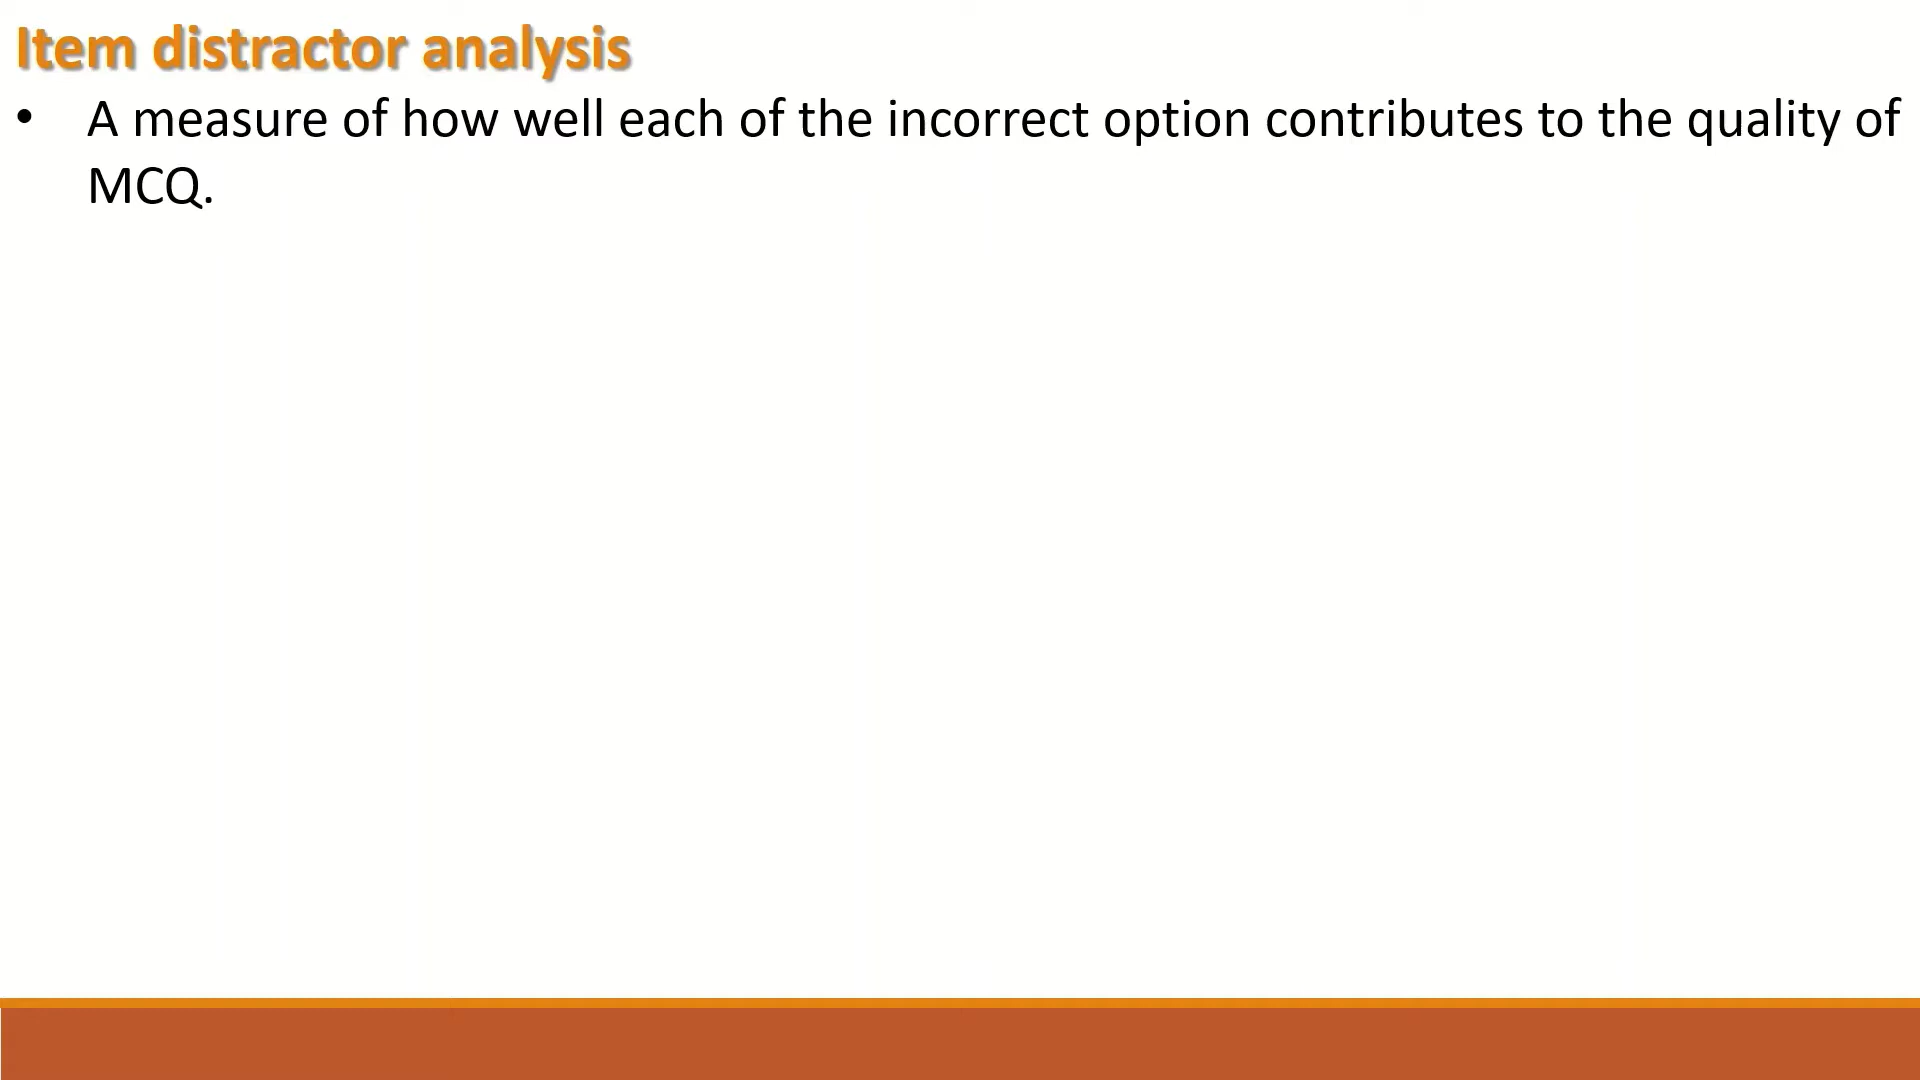 Item distractor analysis
• A measure of how well each of the incorrect option contributes to the quality of
MCQ.